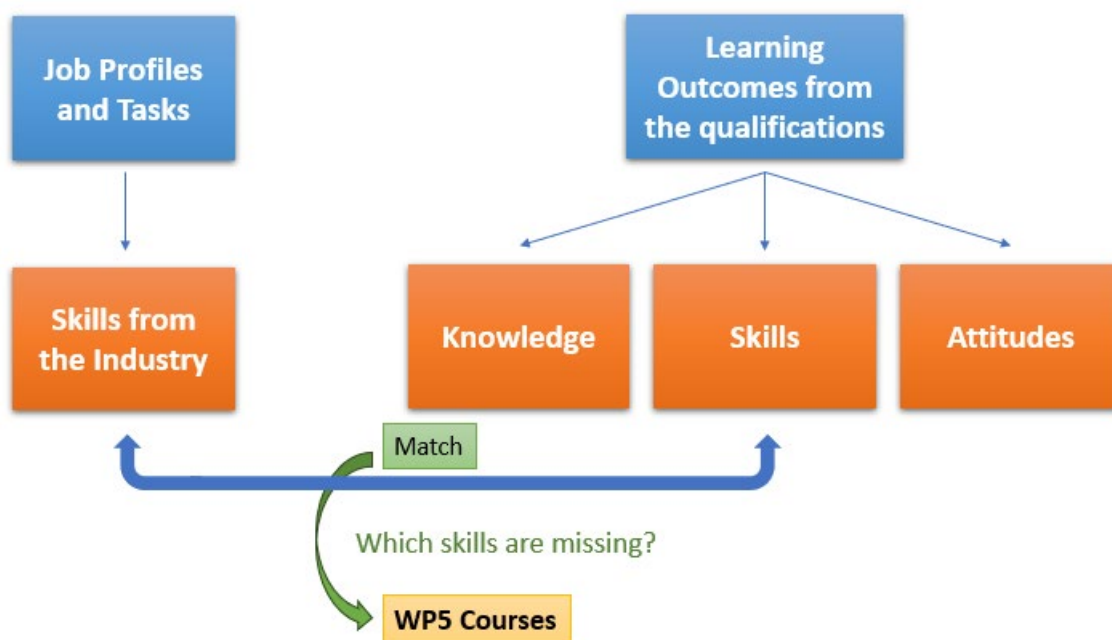 Job Profiles
and Tasks
Learning
Outcomes from
the qualifications
Skills from
the Industry
Knowledge
Skills
Attitudes
Match
Which skills are missing?
WP5 Courses